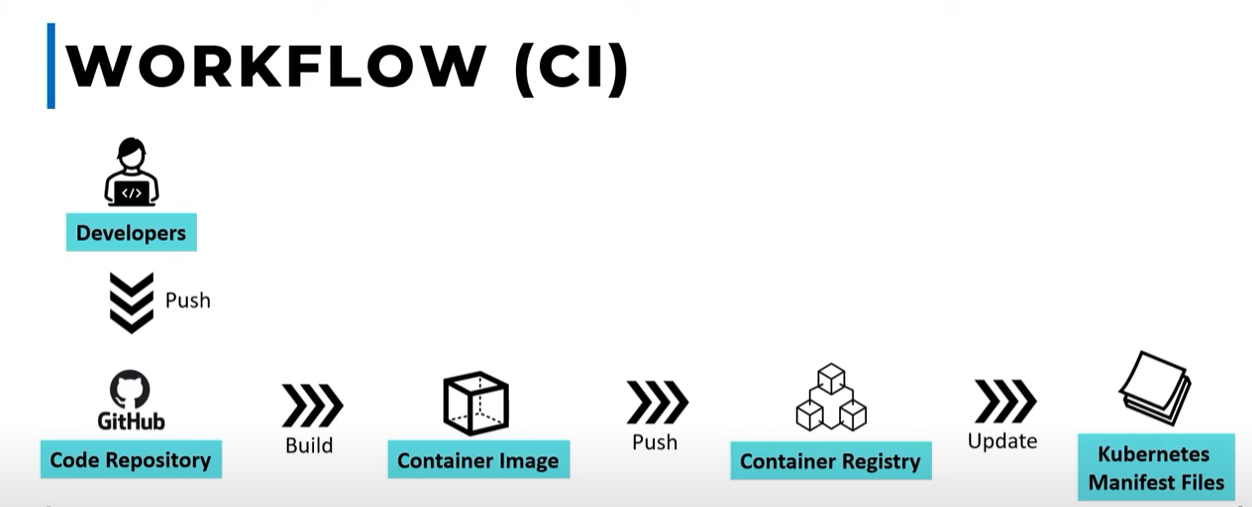 WORKFLOW (CI)
</>
Developers
Push
GitHub
Code Repository
Build
Container Image
Push
Container Registry
Update
Kubernetes
Manifest Files